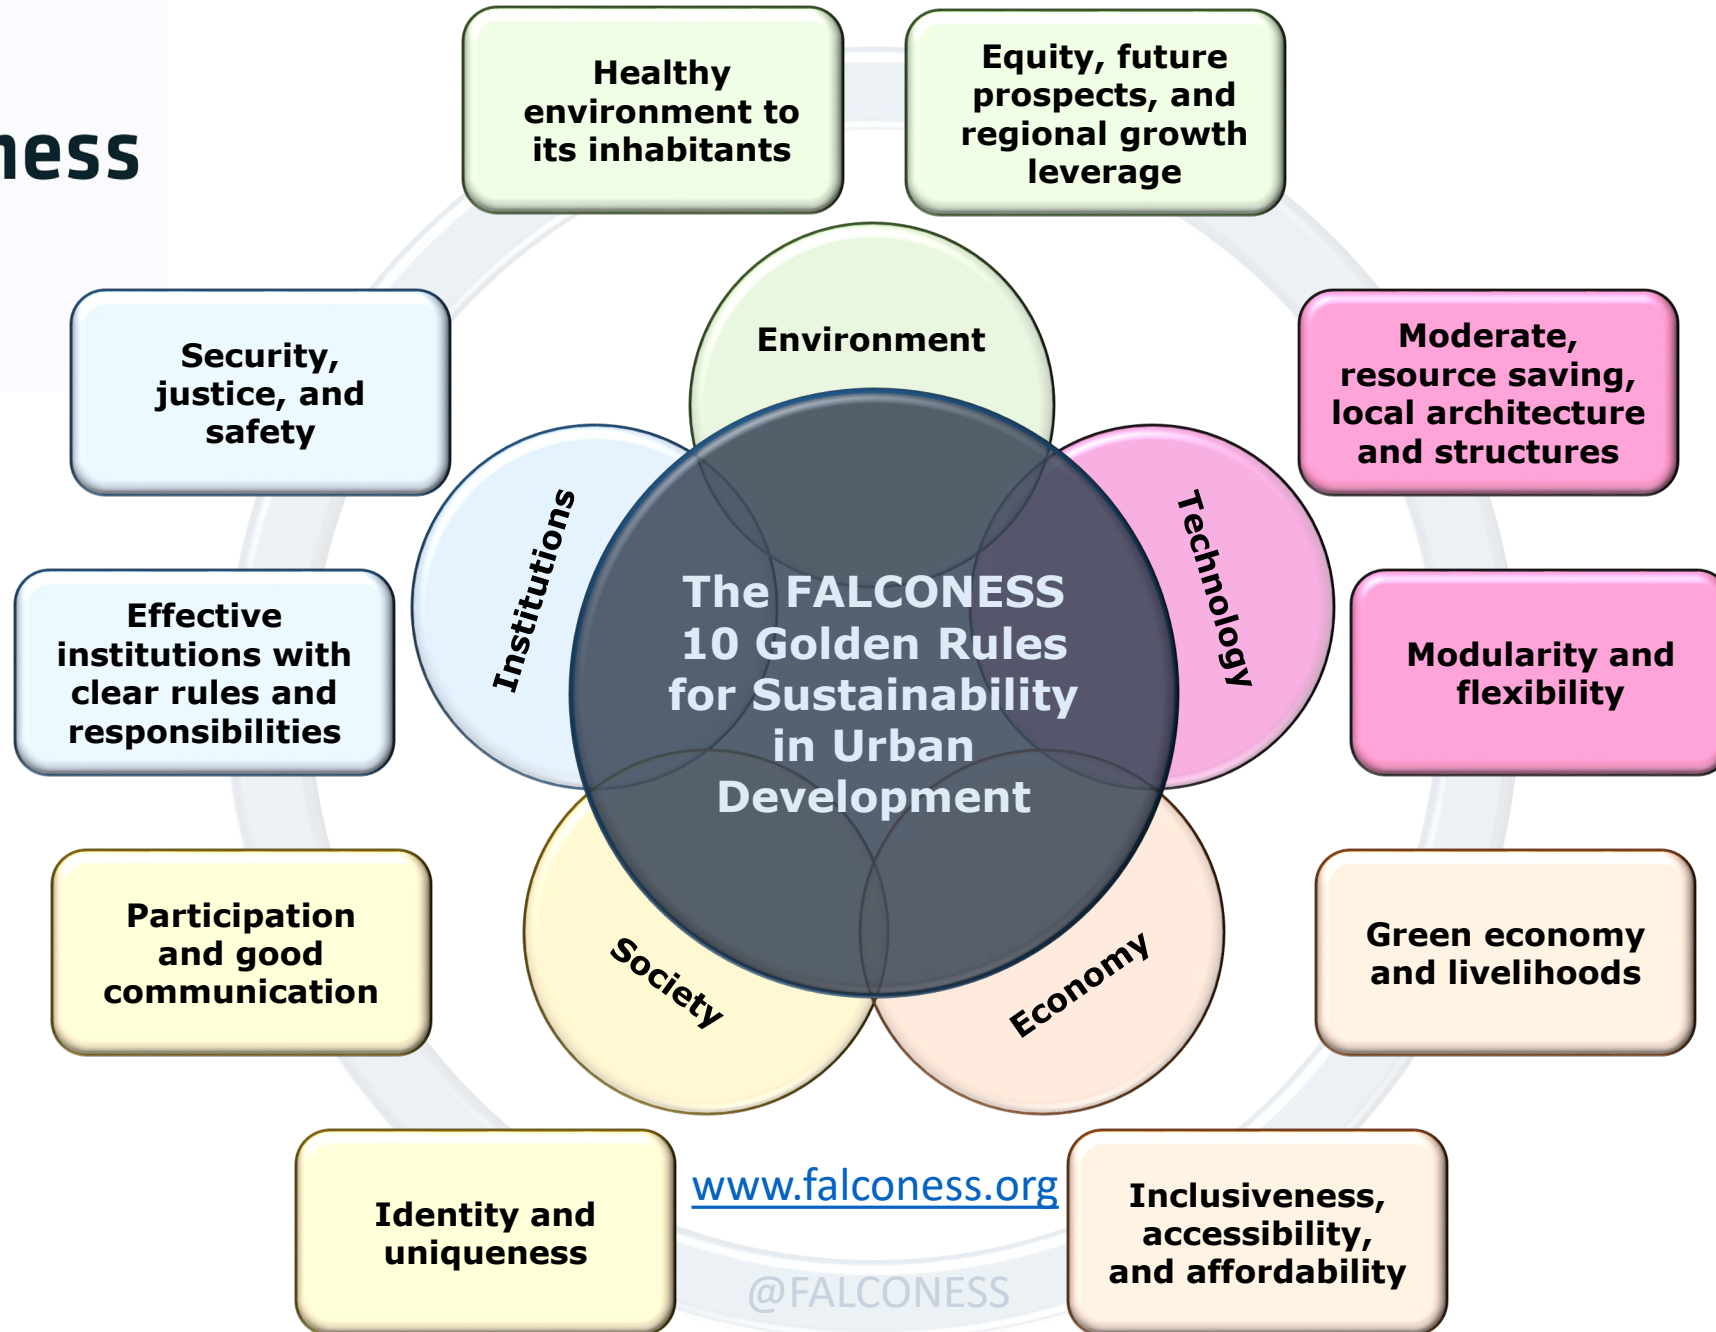 ness
Healthy
environment to
its inhabitants
Equity, future
prospects, and
regional growth
leverage
Security,
justice, and
safety
Environment
Moderate,
resource saving,
local architecture
and structures
Institutions
Technology
Effective
institutions with
clear rules and
responsibilities
The FALCONESS
10 Golden Rules
for Sustainability
in Urban
Development
Modularity and
flexibility
Participation
and good
communication
Society
Economy
Green economy
and livelihoods
Identity and
uniqueness
www.falconess.org
Inclusiveness,
accessibility,
and affordability
@FALCONESS